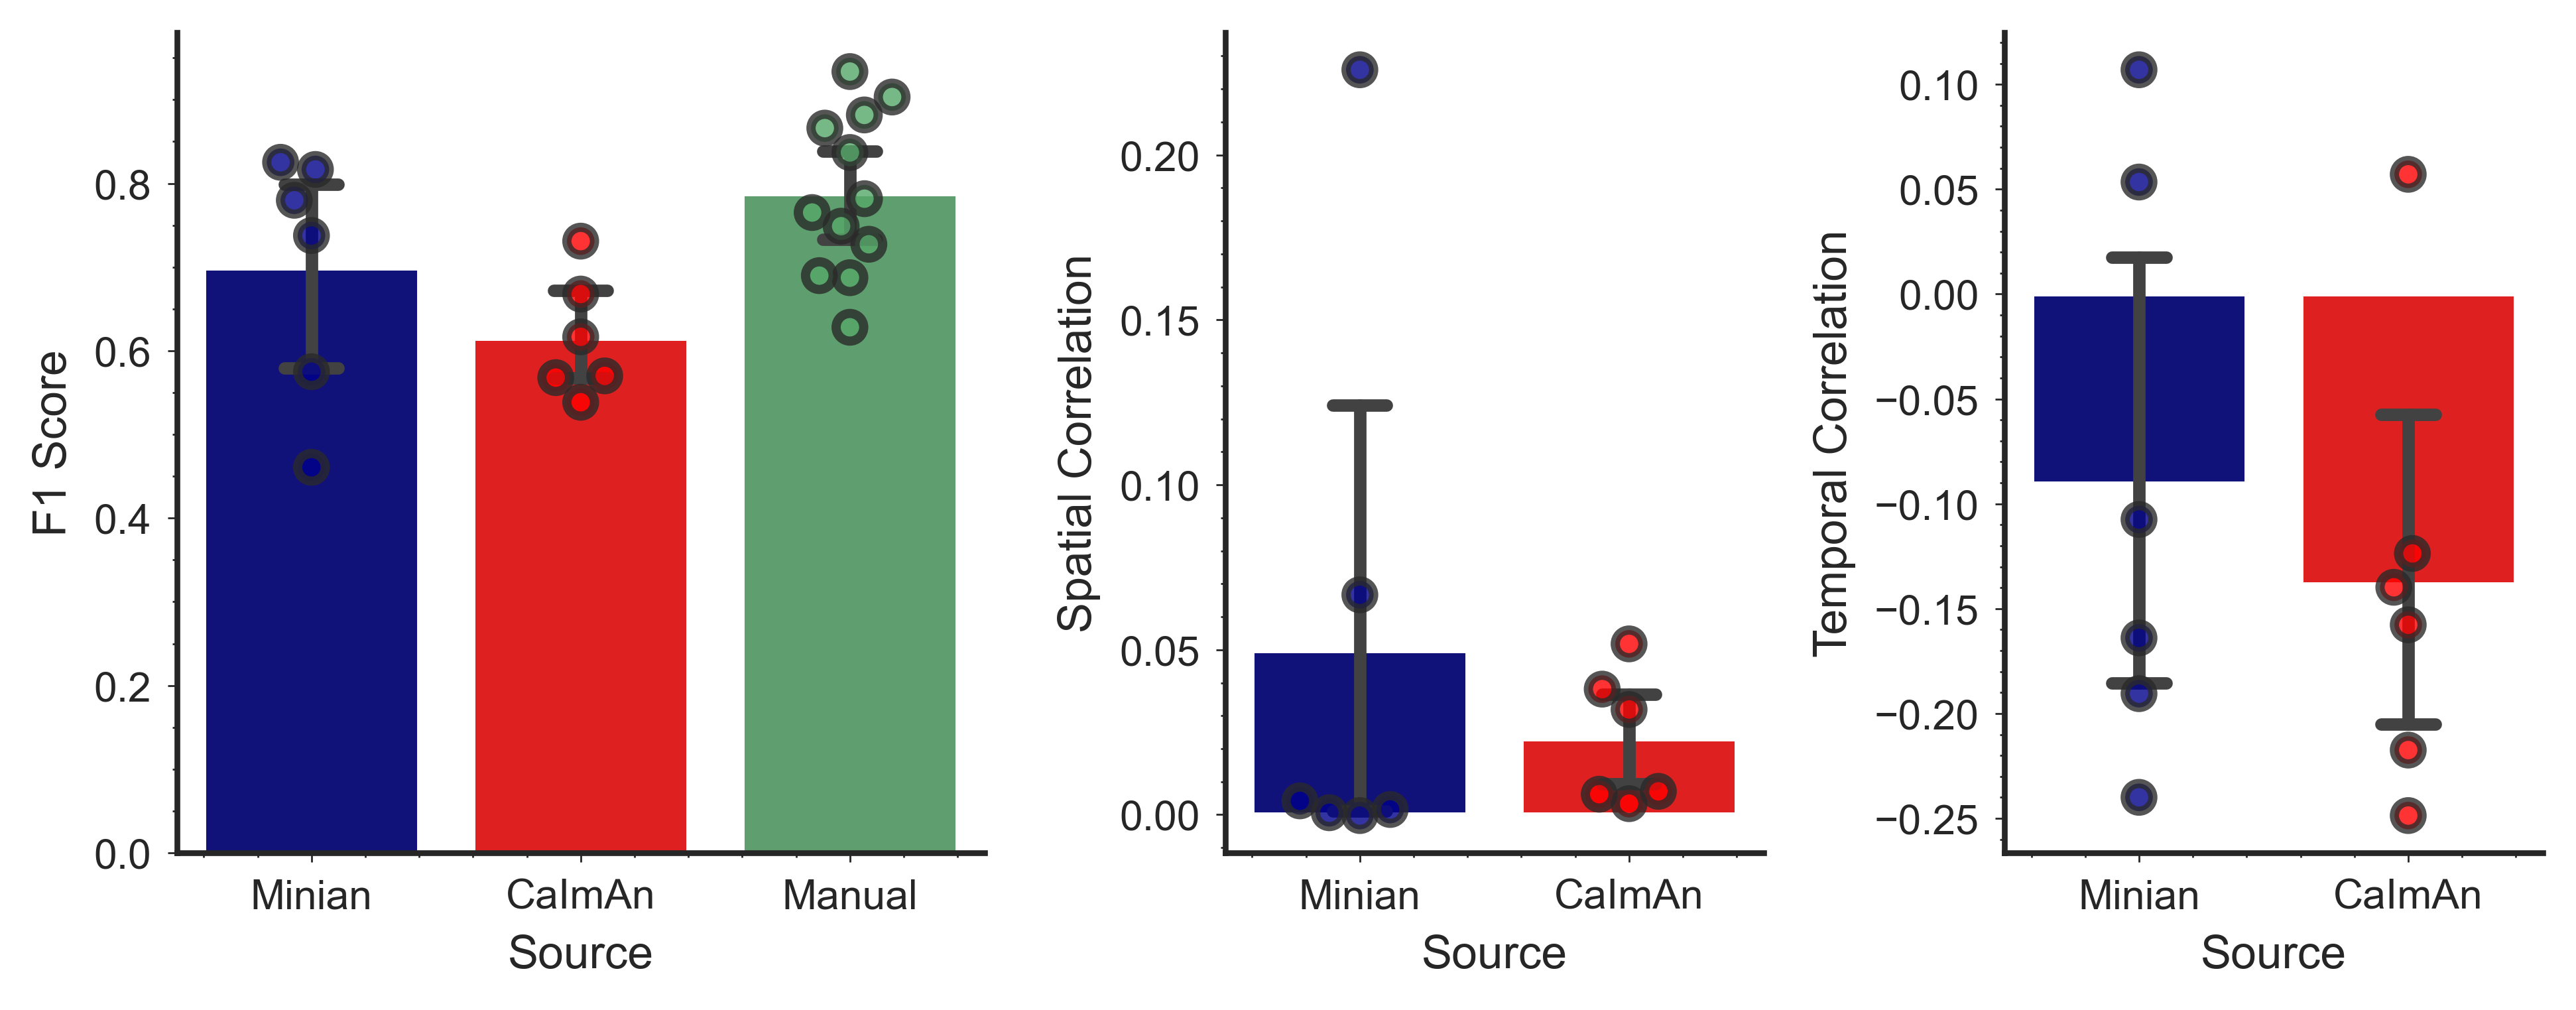 F1 Score
0.8
0.6
0.4
0.2
0.0
Minian CaImAn Manual
Source
Spatial Correlation
0.20
0.15
0.10
0.05
0.00
Minian CaImAn
Source
Temporal Correlation
0.10
0.05
0.00
−0.05
−0.10
−0.15
−0.20
−0.25
Minian CaImAn
Source